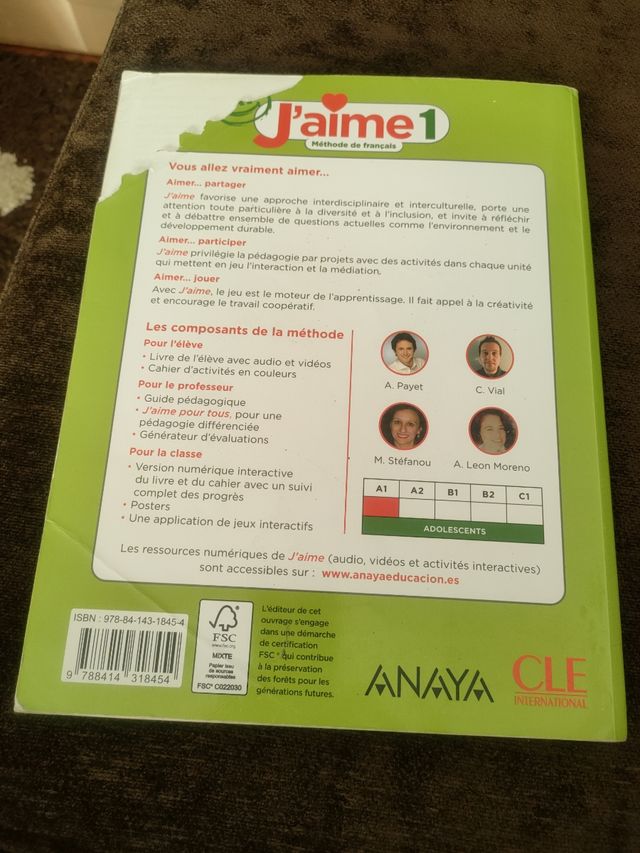 J'aime 1
Méthode de français
Vous allez vraiment aimer...
Aimer... partager
J'aime favorise une approche interdisciplinaire et interculturelle, porte une
attention toute particulière à la diversité et à l'inclusion, et invite à réfléchir
et à débattre ensemble de questions actuelles comme l'environnement et le
développement durable.
Aimer... participer
J'aime privilégie la pédagogie par projets avec des activités dans chaque unité
qui mettent en jeu l'interaction et la médiation.
Aimer... jouer
Avec J'aime, le jeu est le moteur de l'apprentissage. Il fait appel à la créativité
et encourage le travail coopératif.
Les composants de la méthode
Pour l'élève
• Livre de l'élève avec audio et vidéos
• Cahier d'activités en couleurs
Pour le professeur
• Guide pédagogique
• J'aime pour tous, pour une
pédagogie différenciée
• Générateur d'évaluations
Pour la classe
• Version numérique interactive
du livre et du cahier avec un suivi
complet des progrès
• Posters
• Une application de jeux interactifs
A. Payet
C. Vial
M. Stéfanou
A. Leon Moreno
A1 A2 B1 B2 C1
ADOLESCENTS
Les ressources numériques de J'aime (audio, vidéos et activités interactives)
sont accessibles sur : www.anayaeducacion.es
ISBN : 978-84-143-1845-4
9 788414 318454
FSC
www.fsc.org
MIXTE
Papier issu
de sources
responsables
FSC® C022030
L'éditeur de cet
ouvrage s'engage
dans une démarche
de certification
FSC® qui contribue
à la préservation
des forêts pour les
générations futures.
ANAYA
CLE
INTERNATIONAL